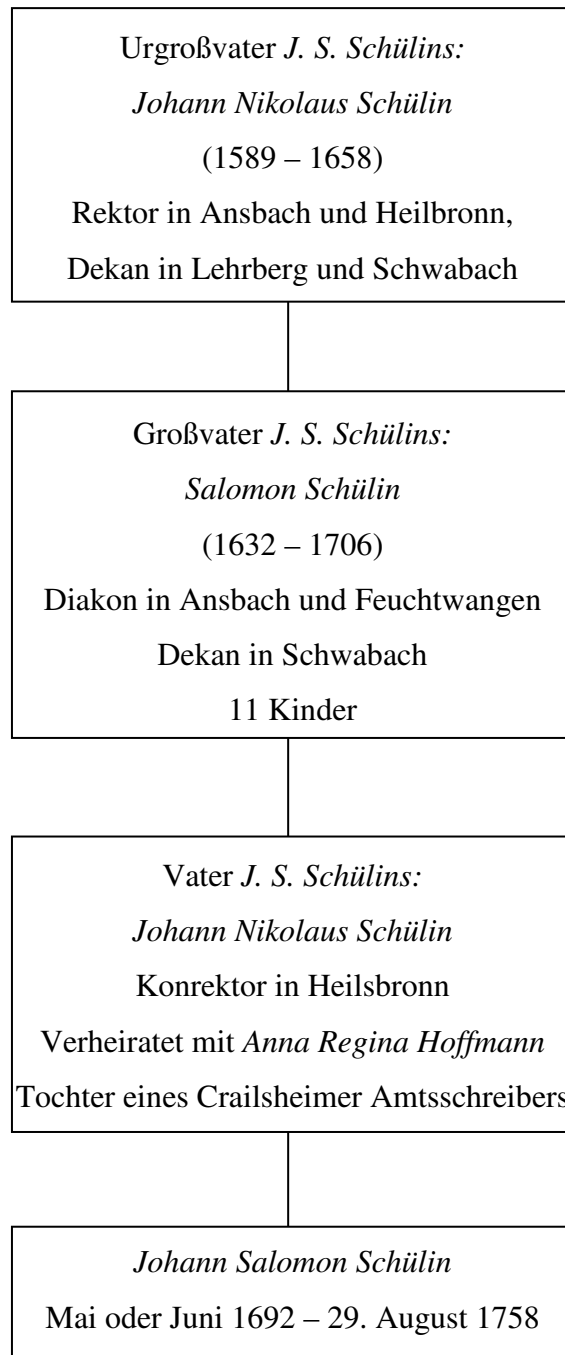 Urgroßvater J. S. Schülins:
Johann Nikolaus Schülin
(1589 – 1658)
Rektor in Ansbach und Heilbronn,
Dekan in Lehrberg und Schwabach
Großvater J. S. Schülins:
Salomon Schülin
(1632 – 1706)
Diakon in Ansbach und Feuchtwangen
Dekan in Schwabach
11 Kinder
Vater J. S. Schülins:
Johann Nikolaus Schülin
Konrektor in Heilsbronn
Verheiratet mit Anna Regina Hoffmann
Tochter eines Crailsheimer Amtsschreibers
Johann Salomon Schülin
Mai oder Juni 1692 – 29. August 1758